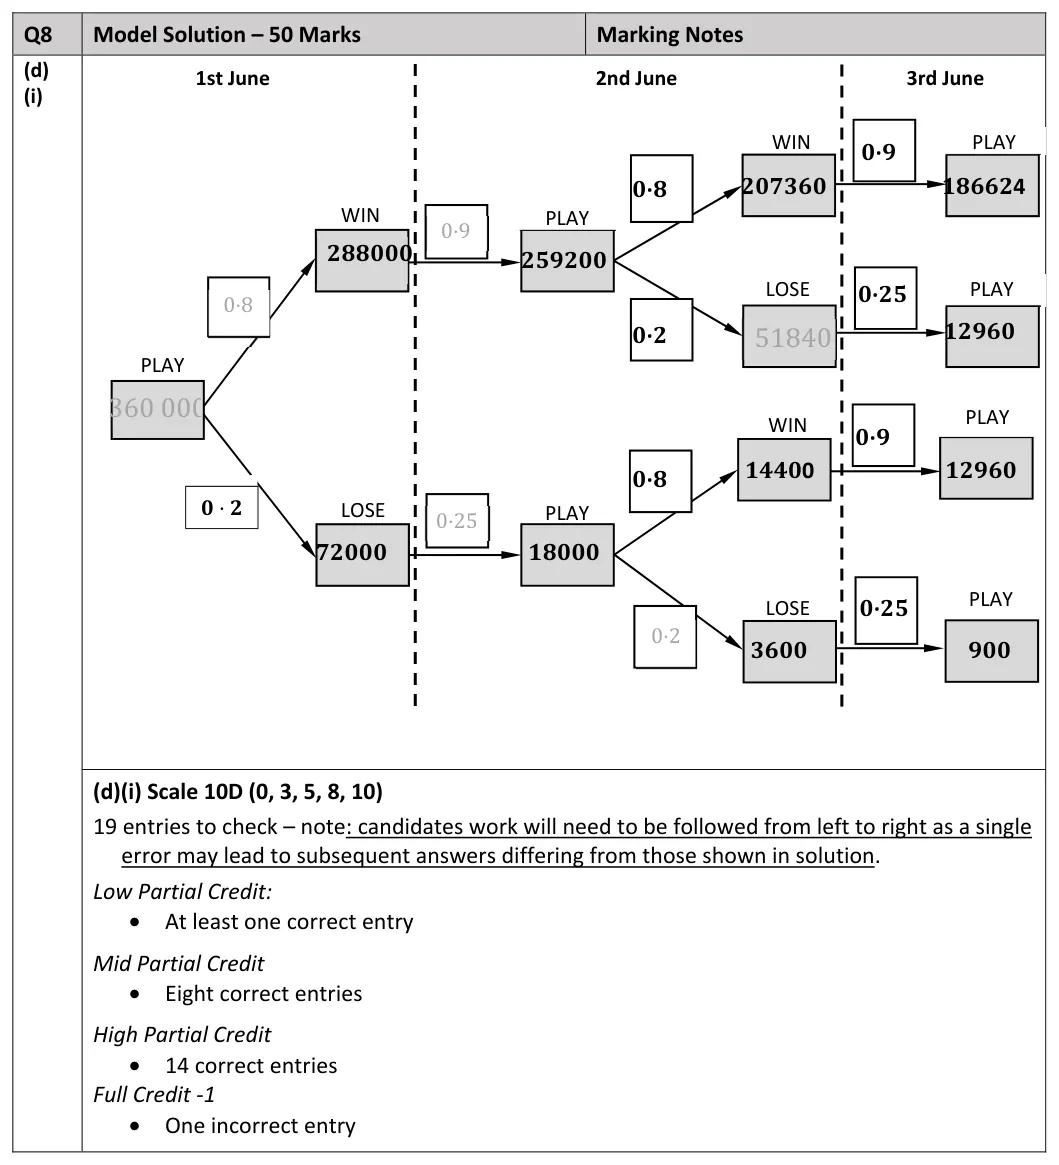 Q8 Model Solution – 50 Marks Marking Notes
(d)
(i)
1st June 2nd June 3rd June
WIN PLAY
0·9
0·8 207360 186624
WIN
0·9 PLAY
288000 259200
LOSE PLAY
0·25
0·8
0·2 51840 12960
PLAY
360 000
WIN PLAY
0·9
0·8 14400 12960
0 · 2
LOSE 0·25 PLAY
72000 18000
LOSE 0·25 PLAY
0·2 3600 900
(d)(i) Scale 10D (0, 3, 5, 8, 10)
19 entries to check – note: candidates work will need to be followed from left to right as a single
error may lead to subsequent answers differing from those shown in solution.
Low Partial Credit:
• At least one correct entry
Mid Partial Credit
• Eight correct entries
High Partial Credit
• 14 correct entries
Full Credit -1
• One incorrect entry